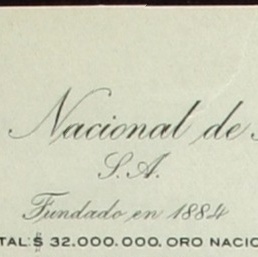 Nacional de
S.A.
Fundado en 1884
TAL: $ 32.000.000. ORO NACIO